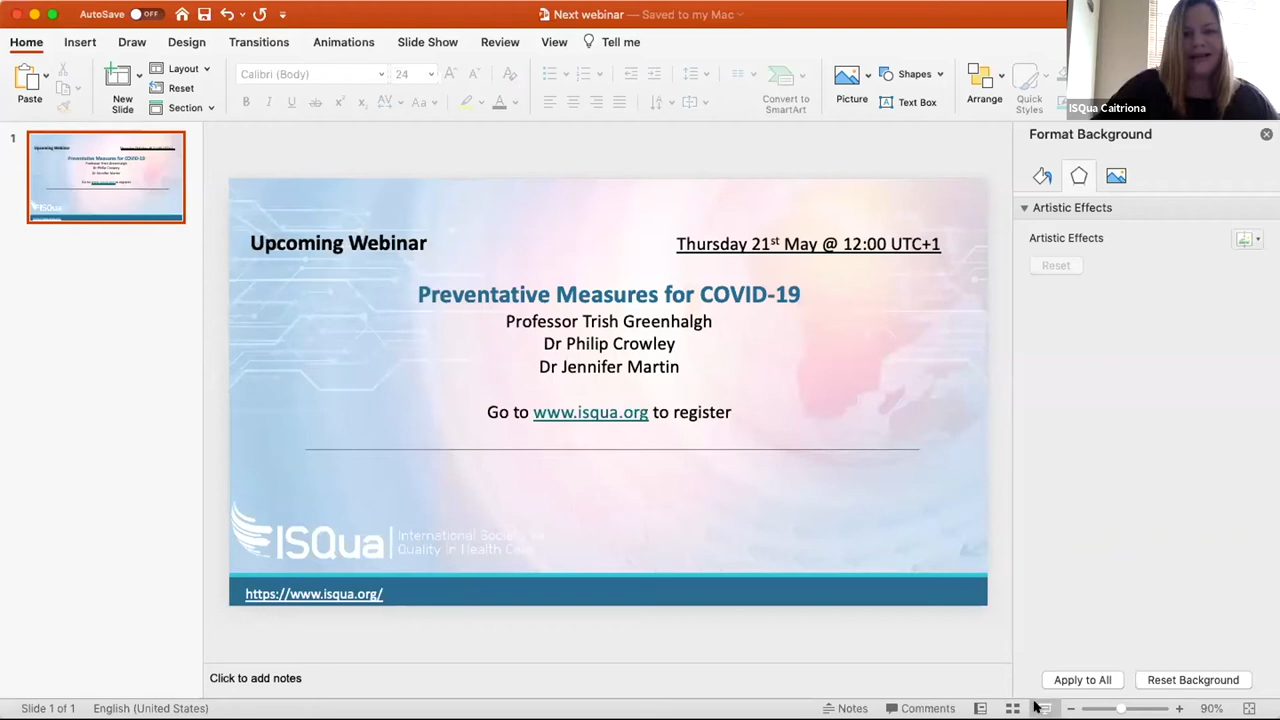 AutoSave OFF
Next webinar — Saved to my Mac
Home Insert Draw Design Transitions Animations Slide Show Review View Tell me
Paste
New Slide
Layout
Reset
Section
Calibri (Body) 24
Convert to SmartArt
Picture
Shapes
Text Box
Arrange
Quick Styles
ISQua Caitriona
Format Background
Artistic Effects
Artistic Effects
Reset
1
Upcoming Webinar
Thursday 21st May @ 12:00 UTC+1
Preventative Measures for COVID-19
Professor Trish Greenhalgh
Dr Philip Crowley
Dr Jennifer Martin
Go to www.isqua.org to register
ISQua International
Quality in Health
https://www.isqua.org/
Click to add notes
Apply to All Reset Background
Slide 1 of 1 English (United States) Notes Comments 90%